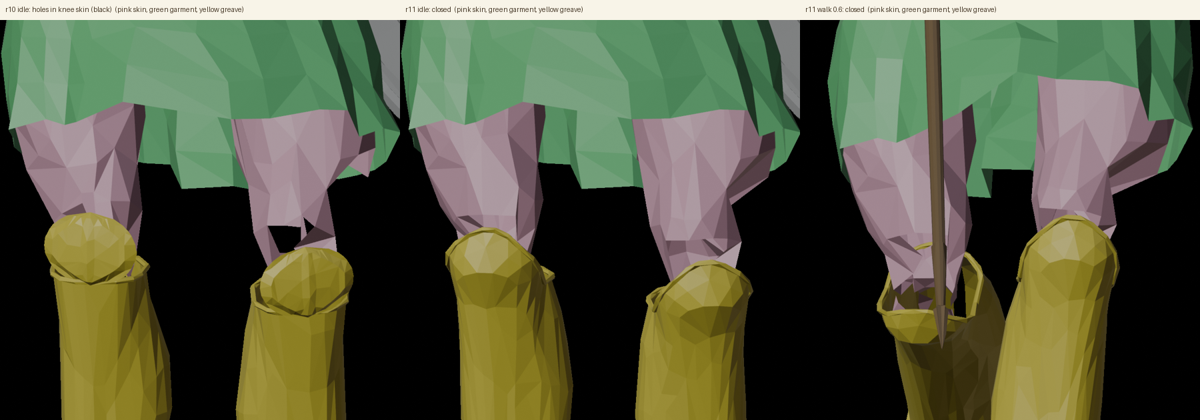 r10 idle: holes in knee skin (black) (pink skin, green garment, yellow greave)
r11 idle: closed (pink skin, green garment, yellow greave)
r11 walk 0.6: closed (pink skin, green garment, yellow greave)